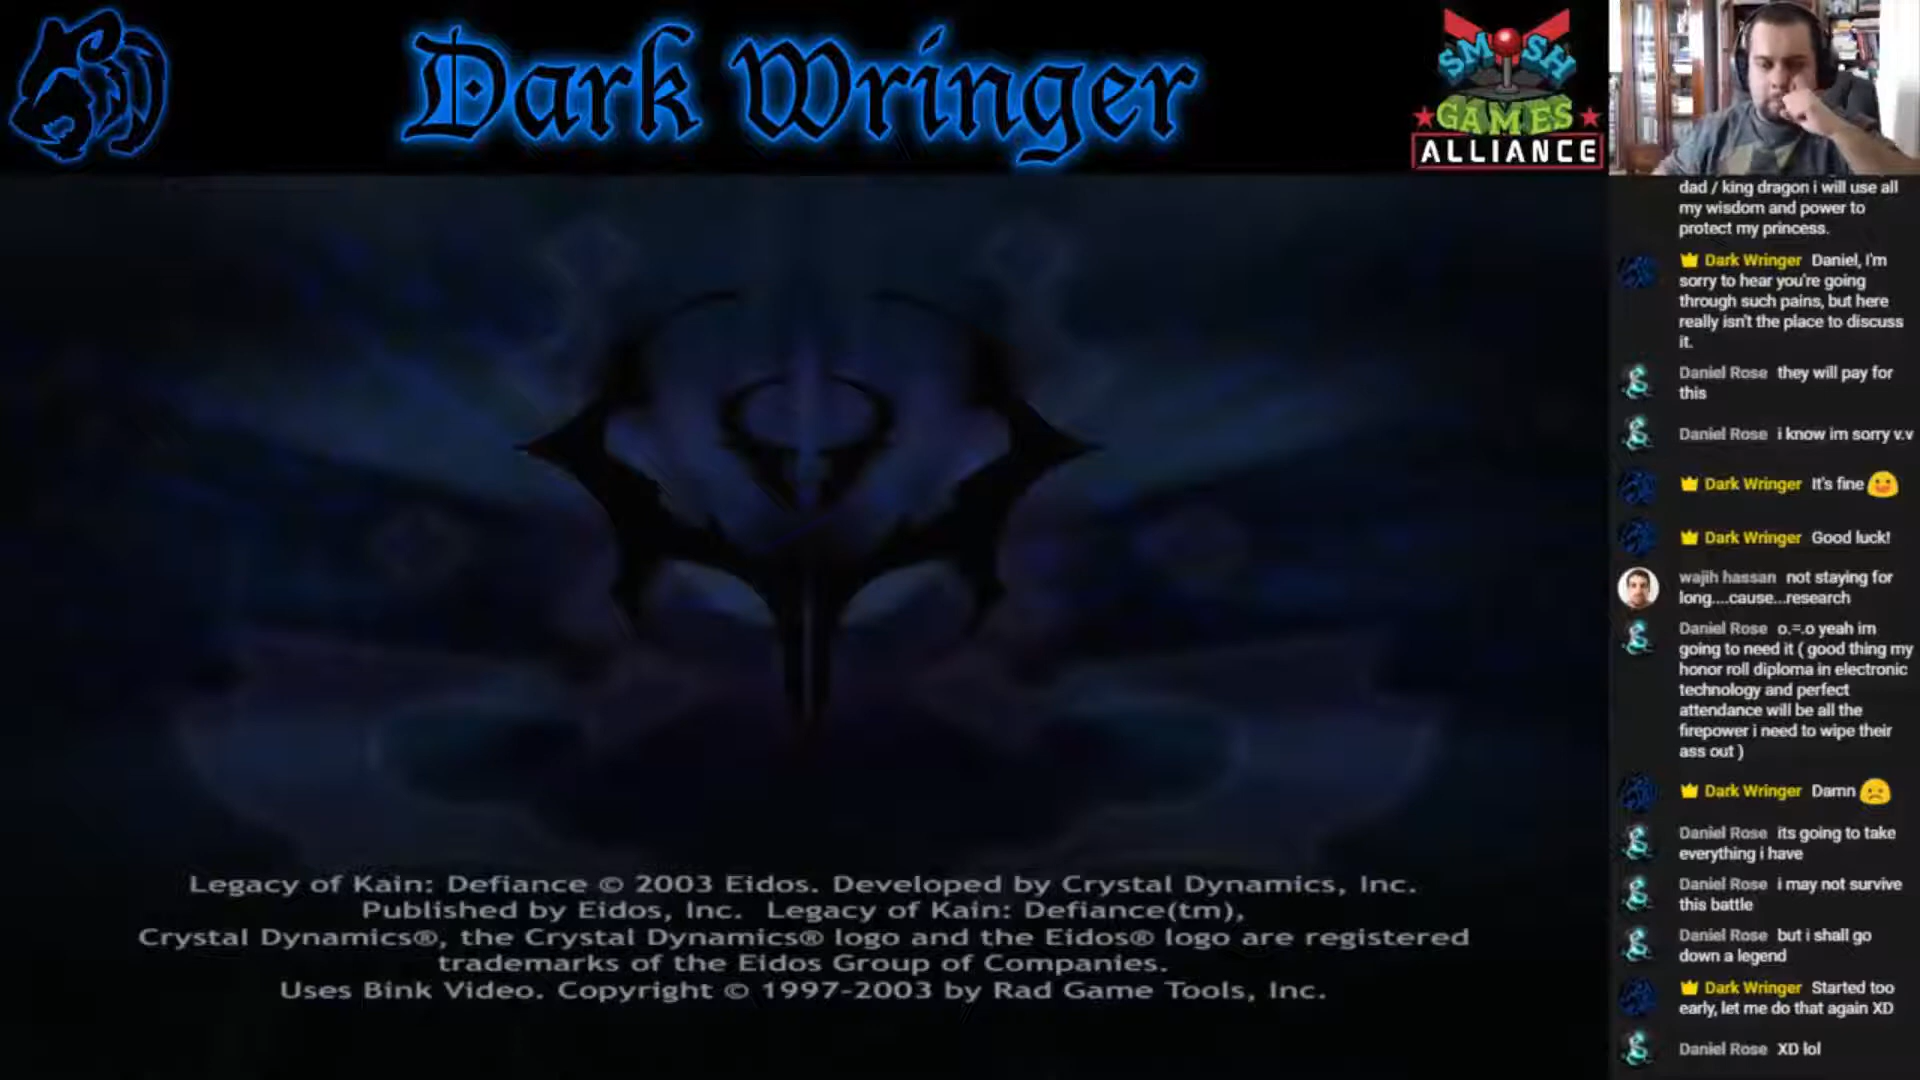 Dark Wringer
SMASH
GAMES
ALLIANCE
dad / king dragon i will use all
my wisdom and power to
protect my princess.
Dark Wringer Daniel, I'm
sorry to hear you're going
through such pains, but here
really isn't the place to discuss
it.
Daniel Rose they will pay for
this
Daniel Rose i know im sorry v.v
Dark Wringer It's fine
Dark Wringer Good luck!
wajih hassan not staying for
long....cause...research
Daniel Rose o.=.o yeah im
going to need it ( good thing my
honor roll diploma in electronic
technology and perfect
attendance will be all the
firepower i need to wipe their
ass out )
Dark Wringer Damn
Daniel Rose its going to take
everything i have
Daniel Rose i may not survive
this battle
Daniel Rose but i shall go
down a legend
Dark Wringer Started too
early, let me do that again XD
Daniel Rose XD lol
Legacy of Kain: Defiance © 2003 Eidos. Developed by Crystal Dynamics, Inc.
Published by Eidos, Inc. Legacy of Kain: Defiance(tm),
Crystal Dynamics®, the Crystal Dynamics® logo and the Eidos® logo are registered
trademarks of the Eidos Group of Companies.
Uses Bink Video. Copyright © 1997-2003 by Rad Game Tools, Inc.